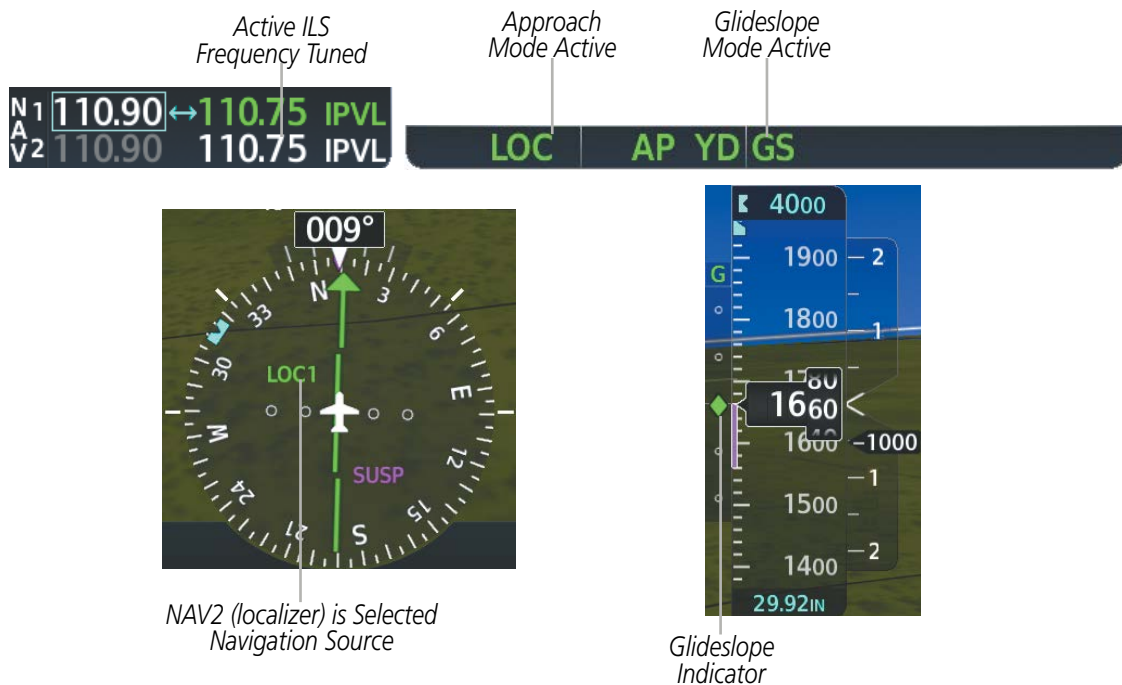 Active ILS
Frequency Tuned
Approach
Mode Active
Glideslope
Mode Active
NAV1 110.90 ↔ 110.75 IPVL
2 110.90 110.75 IPVL
LOC AP YD GS
009°
N
3
6
E
12
15
S
21
24
W
30
33
LOC1
SUSP
4000
1900
1800
80
1660
1600
1500
1400
G
2
1
-1000
1
2
29.92IN
NAV2 (localizer) is Selected
Navigation Source
Glideslope
Indicator